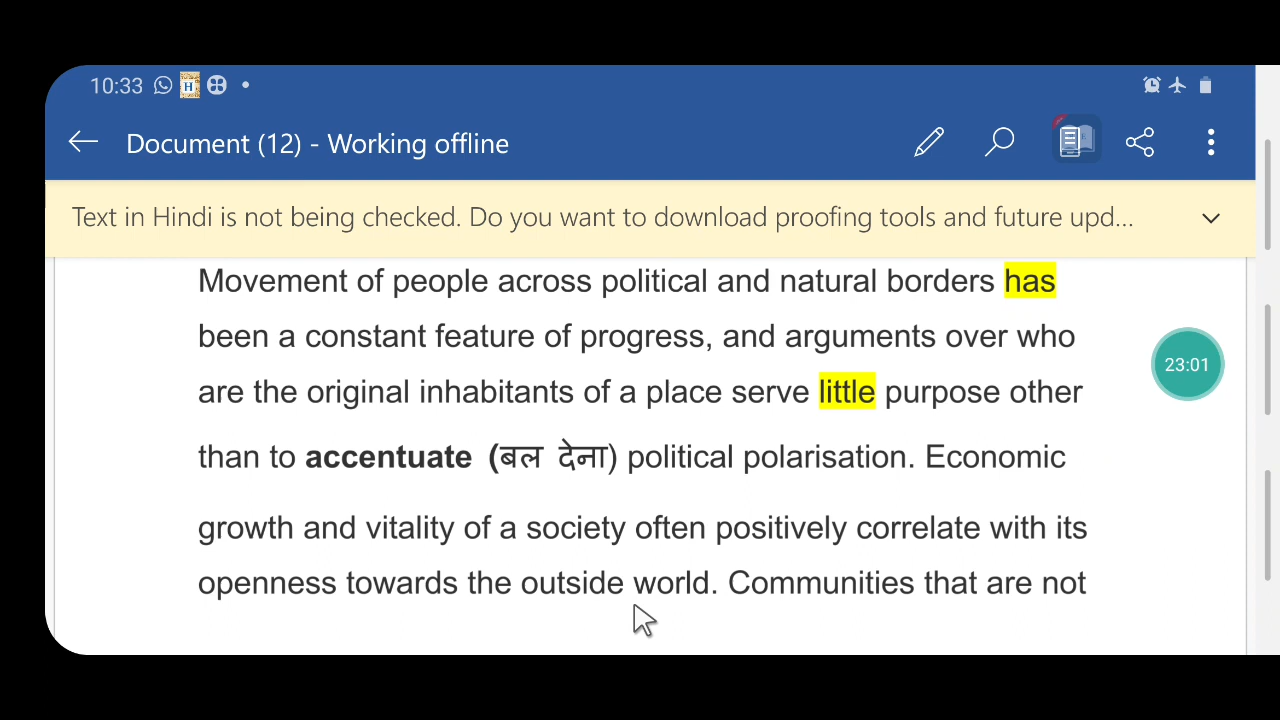 10:33
Document (12) - Working offline
Text in Hindi is not being checked. Do you want to download proofing tools and future upd...
Movement of people across political and natural borders has
been a constant feature of progress, and arguments over who
are the original inhabitants of a place serve little purpose other
than to accentuate (बल देना) political polarisation. Economic
growth and vitality of a society often positively correlate with its
openness towards the outside world. Communities that are not
23:01